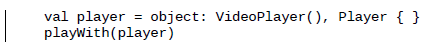 val player = object: VideoPlayer(), Player { }
playWith(player)